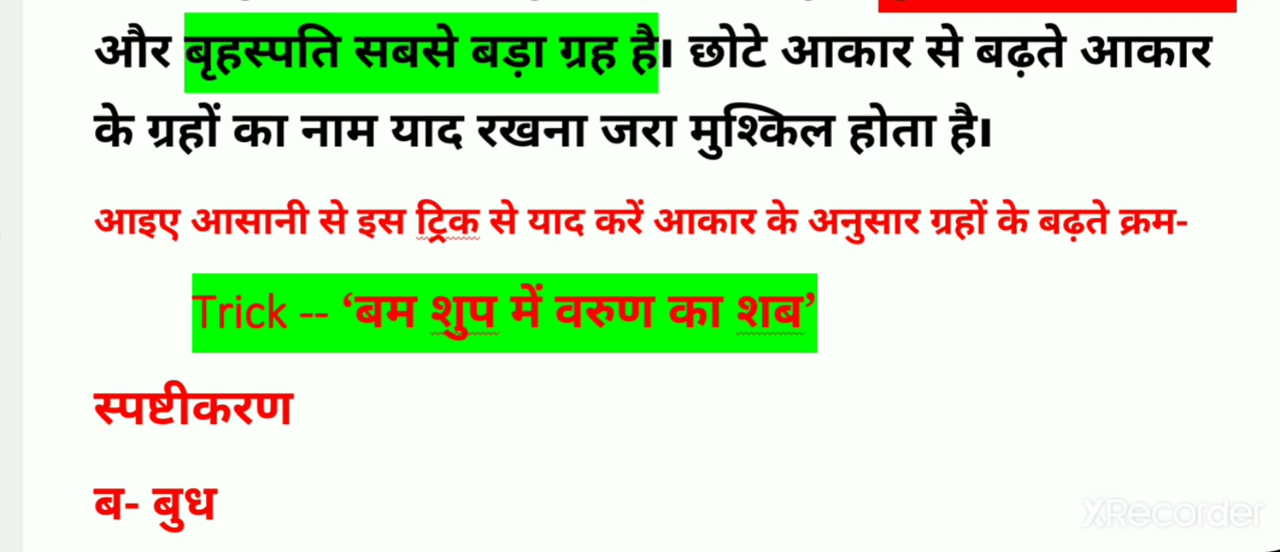 और बृहस्पति सबसे बड़ा ग्रह है। छोटे आकार से बढ़ते आकार
के ग्रहों का नाम याद रखना जरा मुश्किल होता है।
आइए आसानी से इस ट्रिक से याद करें आकार के अनुसार ग्रहों के बढ़ते क्रम-
Trick -- ‘बम शुप में वरुण का शब’
स्पष्टीकरण
ब- बुध
XRecorder